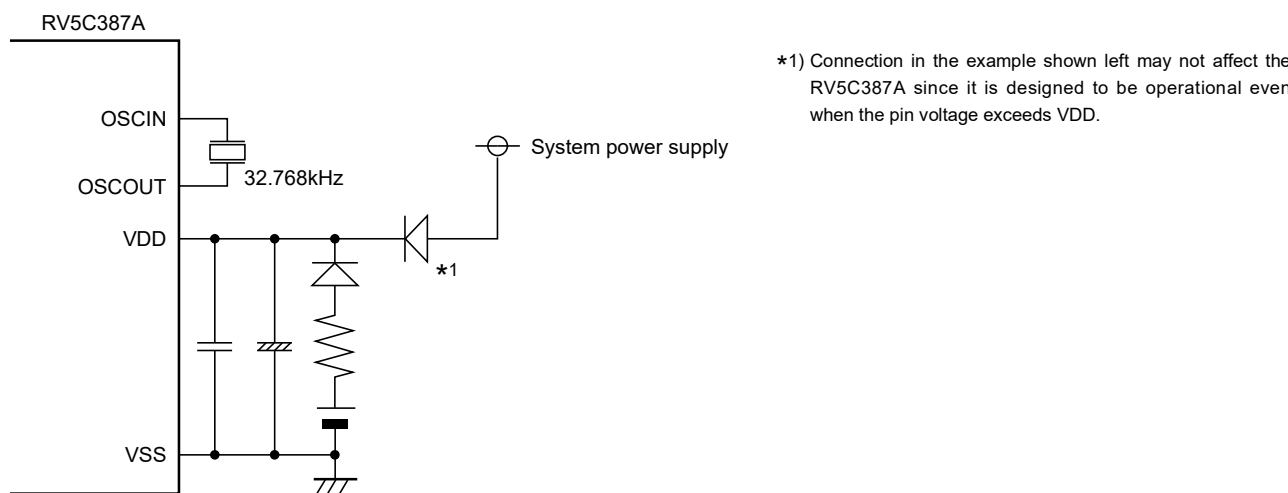 RV5C387A
*1) Connection in the example shown left may not affect the
RV5C387A since it is designed to be operational even
when the pin voltage exceeds VDD.
OSCIN
System power supply
OSCOUT
32.768kHz
VDD
*1
VSS